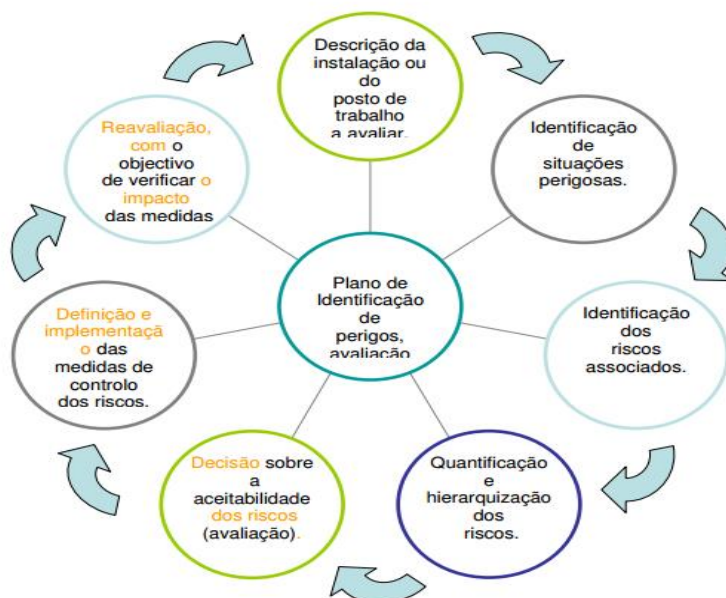 Descrição da
instalação ou
do
posto de
trabalho
a avaliar.
Identificação
de
situações
perigosas.
Identificação
dos
riscos
associados.
Quantificação
e
hierarquização
dos
riscos.
Decisão sobre
a
aceitabilidade
dos riscos
(avaliação).
Definição e
implementaçã
o das
medidas de
controlo
dos riscos.
Reavaliação,
com o
objectivo
de verificar o
impacto
das medidas
Plano de
Identificação
de
perigos,
avaliação